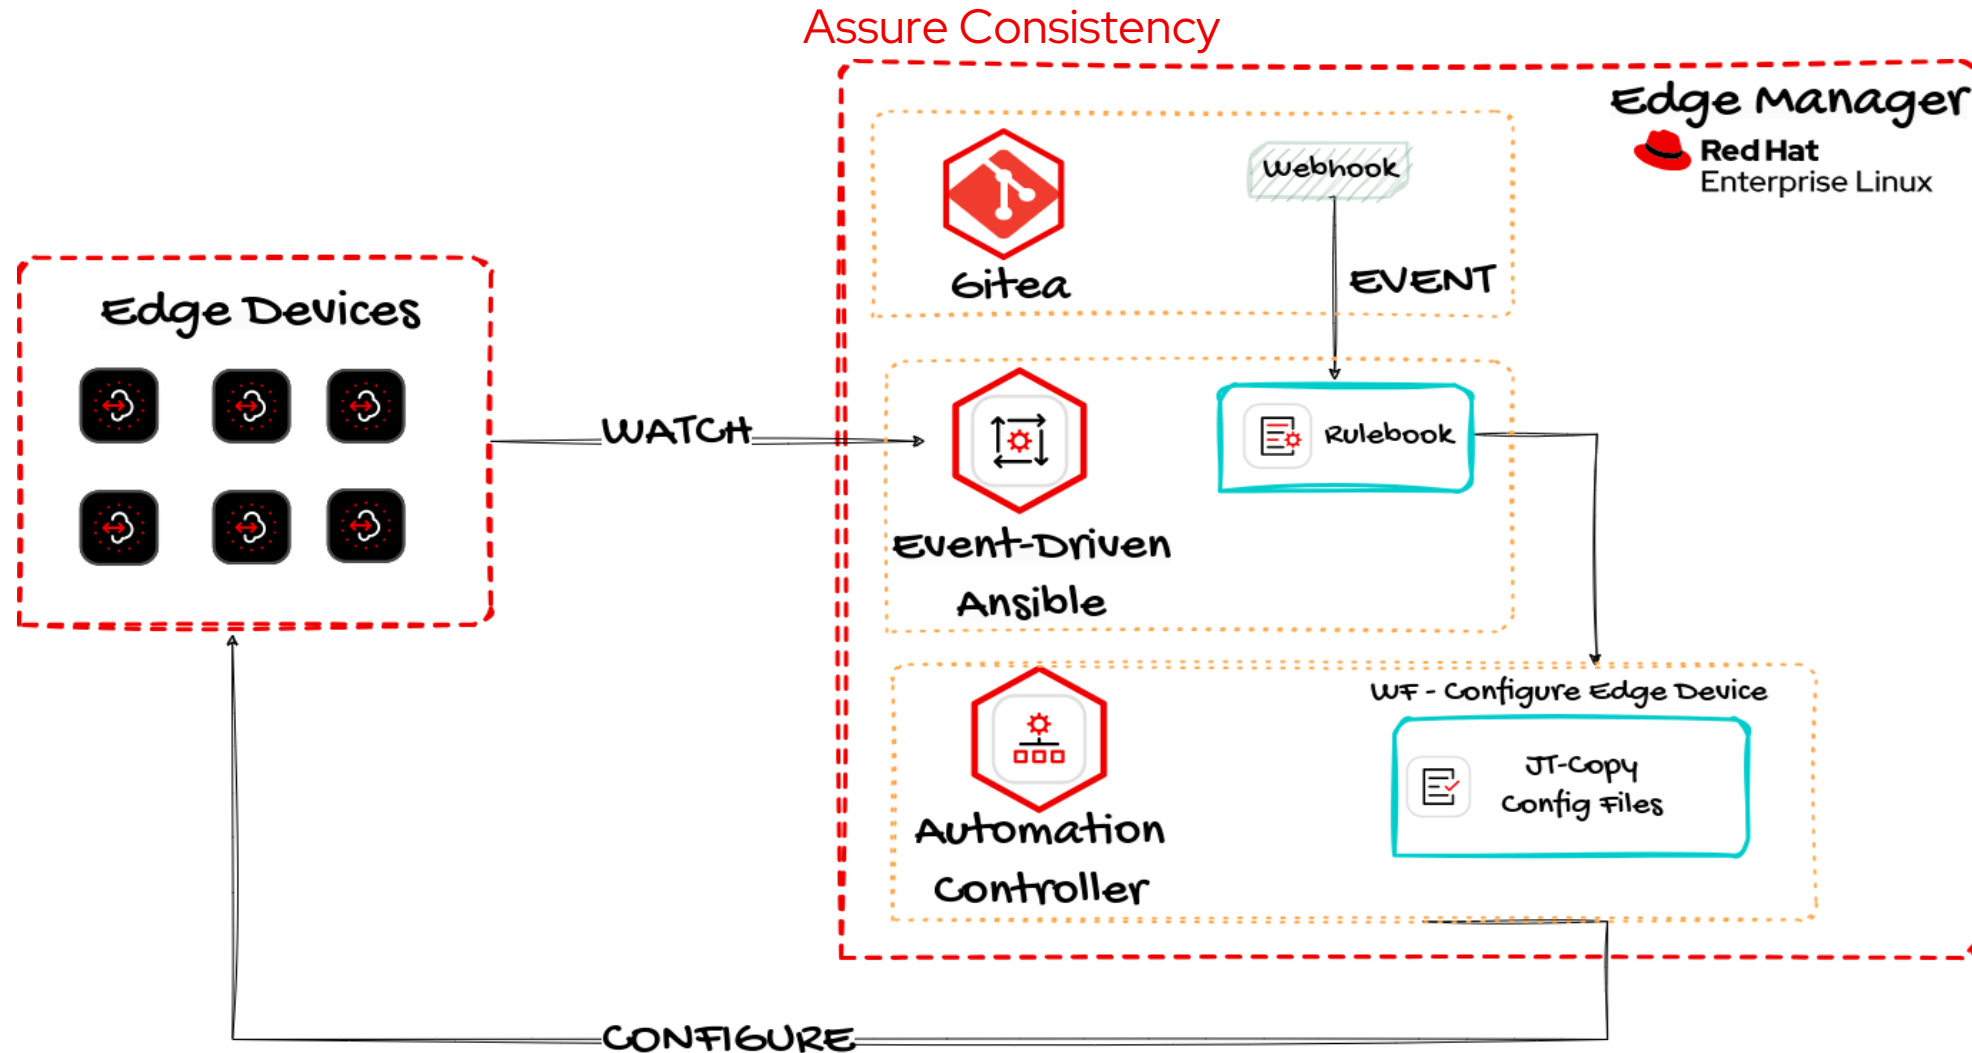 Assure Consistency
Edge Manager
Red Hat
Enterprise Linux
Webhook
Gitea
EVENT
Edge Devices
WATCH
Rulebook
Event-Driven
Ansible
WF - Configure Edge Device
JT-Copy
Config Files
Automation
Controller
CONFIGURE